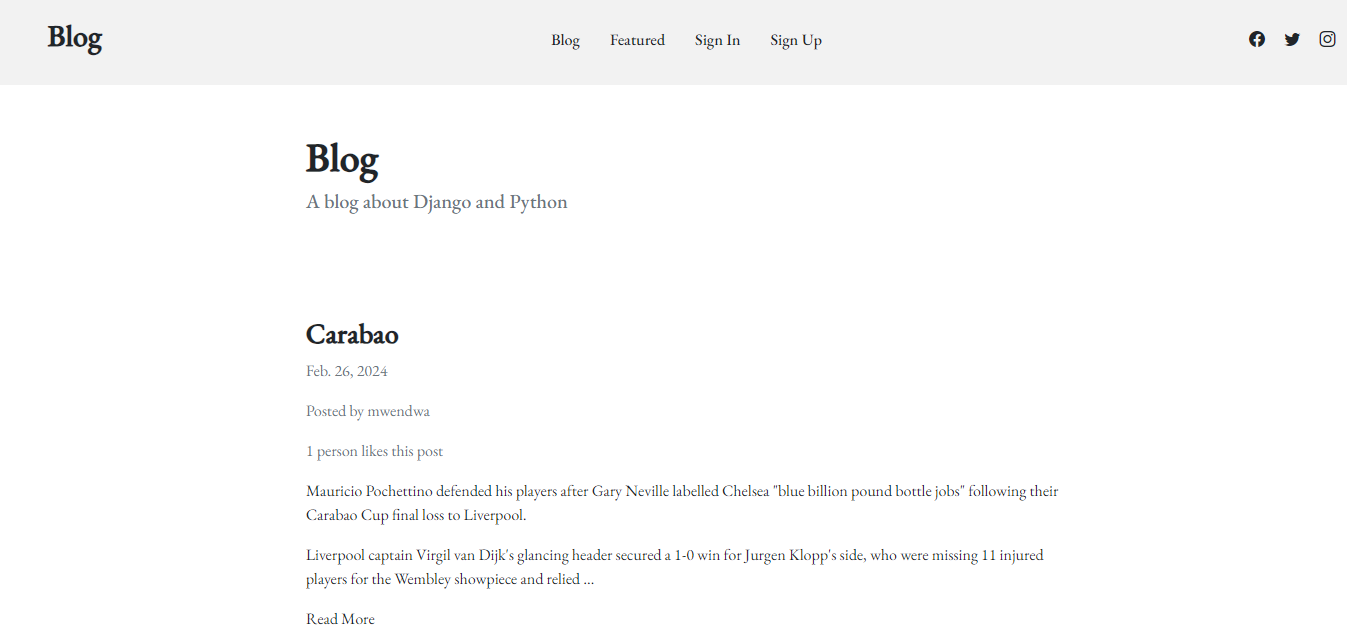 Blog
Blog Featured Sign In Sign Up
Blog
A blog about Django and Python
Carabao
Feb. 26, 2024
Posted by mwendwa
1 person likes this post
Mauricio Pochettino defended his players after Gary Neville labelled Chelsea "blue billion pound bottle jobs" following their
Carabao Cup final loss to Liverpool.
Liverpool captain Virgil van Dijk's glancing header secured a 1-0 win for Jurgen Klopp's side, who were missing 11 injured
players for the Wembley showpiece and relied ...
Read More